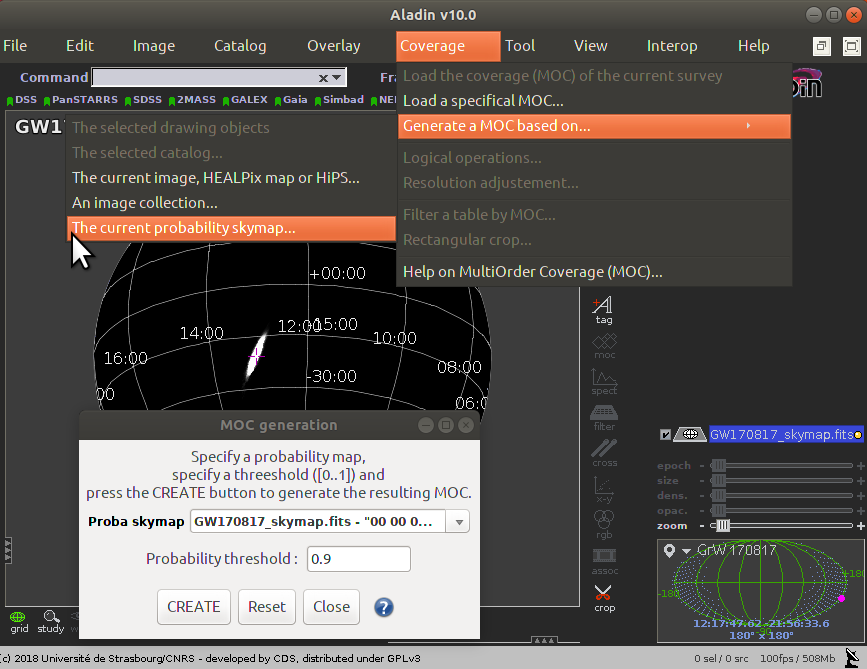 Aladin v10.0
File Edit Image Catalog Overlay Coverage Tool View Interop Help
Command
DSS PanSTARRS SDSS 2MASS GALEX Gaia Simbad
Load the coverage (MOC) of the current survey
Load a specifical MOC...
Generate a MOC based on...
Logical operations...
Resolution adjustement...
Filter a table by MOC...
Rectangular crop...
Help on MultiOrder Coverage (MOC)...
The selected drawing objects
The selected catalog...
The current image, HEALPix map or HiPS...
An image collection...
The current probability skymap...
+00:00
14:00 12:00 -15:00
10:00
16:00 08:00
-30:00
00 06:0
MOC generation
Specify a probability map,
specify a threeshold ([0..1]) and
press the CREATE button to generate the resulting MOC.
Proba skymap GW170817_skymap.fits - "00 00 0...
Probability threshold : 0.9
CREATE Reset Close ?
tag
moc
spect
filter
cross
x-y
rgb
assoc
crop
GW170817_skymap.fits
epoch - +
size - +
dens. - +
opac. - +
zoom - +
GrW 170817
+180
-180
-90
12:17:47.62 -21:56:33.6
180° x 180°
grid study
(c) 2018 Université de Strasbourg/CNRS - developed by CDS, distributed under GPLv3
0 sel / 0 src 100fps / 508Mb